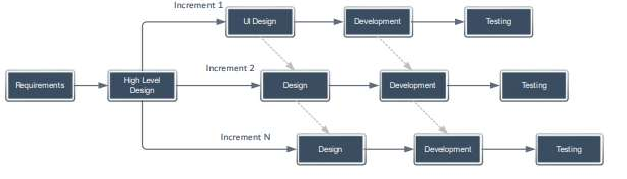 Increment 1
UI Design
Development
Testing
Requirements
High Level
Design
Increment 2
Design
Development
Testing
Increment N
Design
Development
Testing